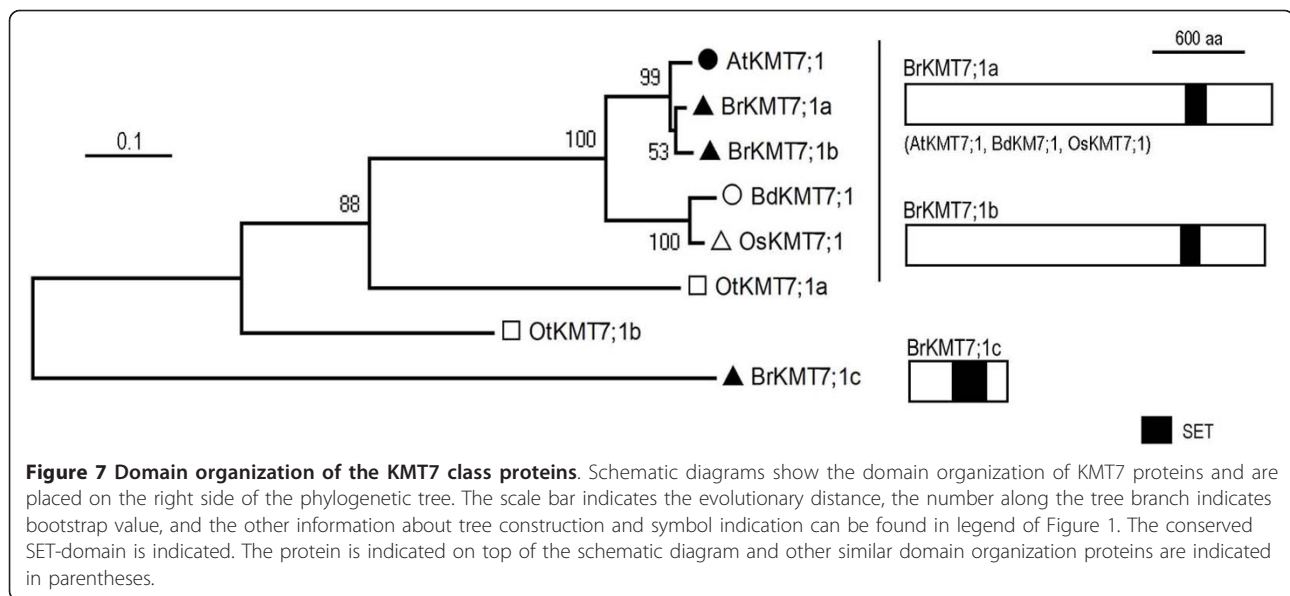 600 aa
99
AtKMT7;1
BrKMT7;1a
BrKMT7;1a
0.1
100
53
BrKMT7;1b
(AtKMT7;1, BdKM7;1, OsKMT7;1)
88
BdKMT7;1
BrKMT7;1b
100
OsKMT7;1
OtKMT7;1a
OtKMT7;1b
BrKMT7;1c
BrKMT7;1c
SET
Figure 7 Domain organization of the KMT7 class proteins. Schematic diagrams show the domain organization of KMT7 proteins and are
placed on the right side of the phylogenetic tree. The scale bar indicates the evolutionary distance, the number along the tree branch indicates
bootstrap value, and the other information about tree construction and symbol indication can be found in legend of Figure 1. The conserved
SET-domain is indicated. The protein is indicated on top of the schematic diagram and other similar domain organization proteins are indicated
in parentheses.